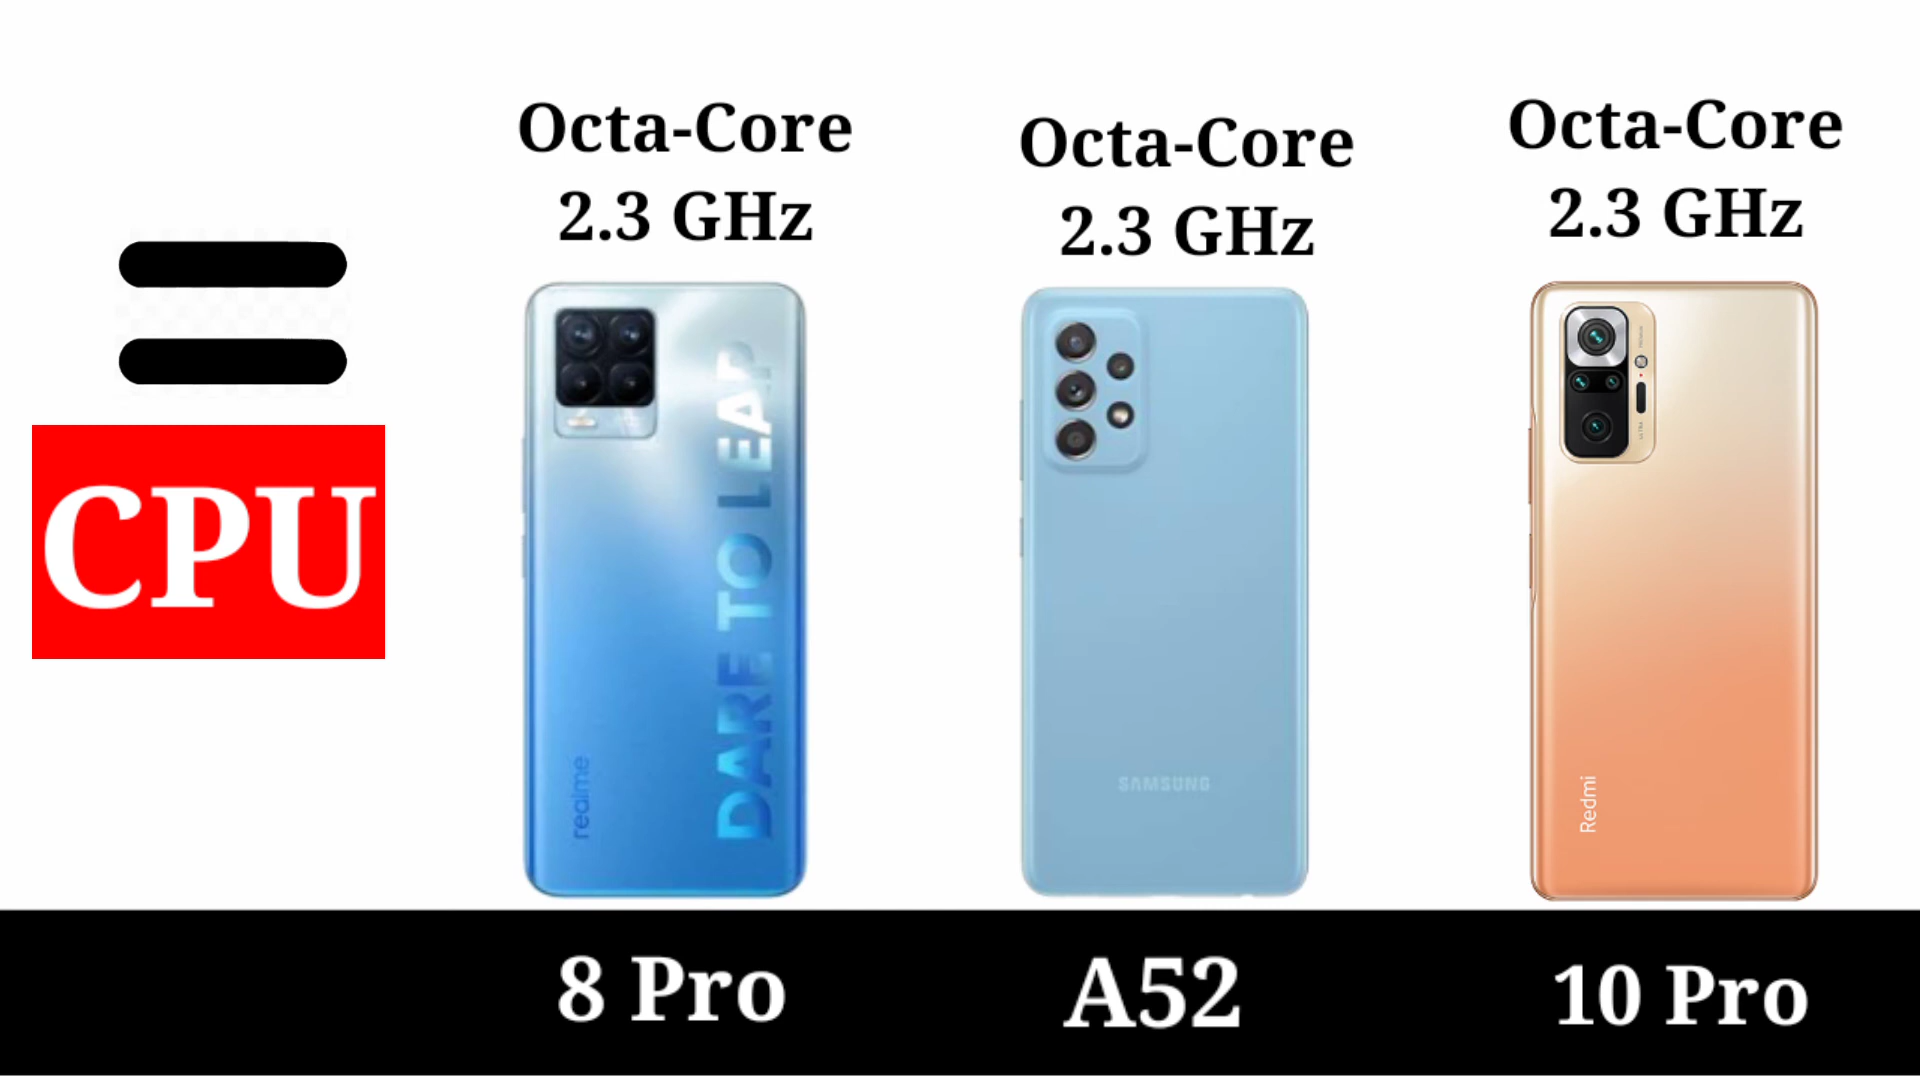 Octa-Core
2.3 GHz
Octa-Core
2.3 GHz
Octa-Core
2.3 GHz
CPU
DARE TO LEAP
realme
SAMSUNG
Redmi
8 Pro
A52
10 Pro